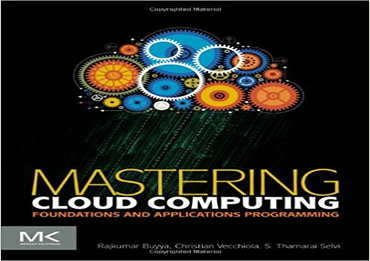 Copyrighted Material
MASTERING
CLOUD COMPUTING
FOUNDATIONS AND APPLICATIONS PROGRAMMING
MK
Rajkumar Buyya, Christian Vecchiola, S. Thamarai Selvi
Copyrighted Material